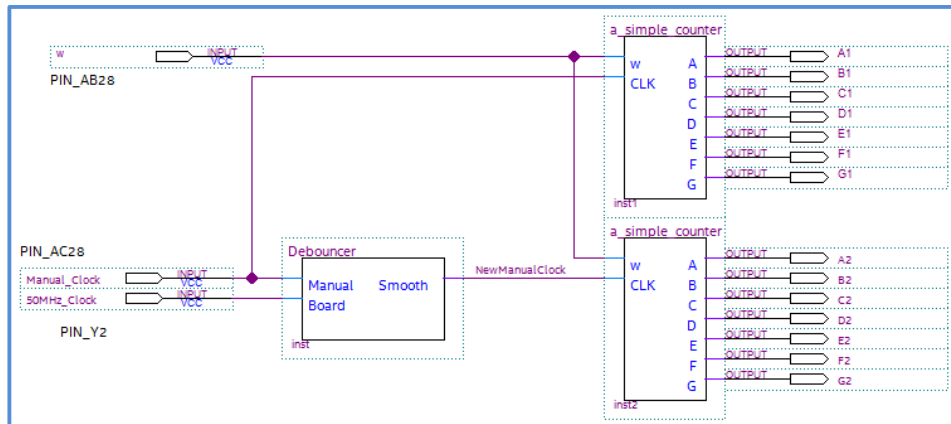 a_simple_counter
w INPUT VCC
PIN_AB28
w A OUTPUT A1
CLK B OUTPUT B1
C OUTPUT C1
D OUTPUT D1
E OUTPUT E1
F OUTPUT F1
G OUTPUT G1
inst1
a_simple_counter
PIN_AC28
Debouncer
Manual_Clock INPUT VCC
50MHz_Clock INPUT VCC
PIN_Y2
Manual Smooth
Board
inst
NewManualClock
w A OUTPUT A2
CLK B OUTPUT B2
C OUTPUT C2
D OUTPUT D2
E OUTPUT E2
F OUTPUT F2
G OUTPUT G2
inst2